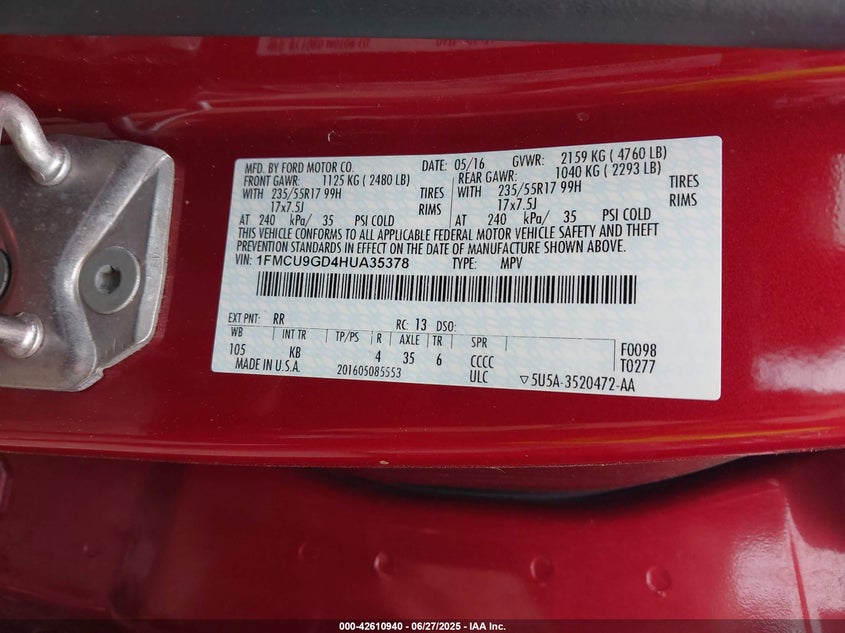 MFD. BY FORD MOTOR CO. DATE: 05/16 GVWR: 2159 KG ( 4760 LB)
FRONT GAWR: 1125 KG ( 2480 LB) REAR GAWR: 1040 KG ( 2293 LB)
WITH 235/55R17 99H TIRES WITH 235/55R17 99H TIRES
17x7.5J RIMS 17x7.5J RIMS
AT 240 kPa/ 35 PSI COLD AT 240 kPa/ 35 PSI COLD
THIS VEHICLE CONFORMS TO ALL APPLICABLE FEDERAL MOTOR VEHICLE SAFETY AND THEFT
PREVENTION STANDARDS IN EFFECT ON THE DATE OF MANUFACTURE SHOWN ABOVE.
VIN: 1FMCU9GD4HUA35378 TYPE: MPV
EXT PNT: RR RC: 13 DSO:
WB INT TR TP/PS R AXLE TR SPR
105 KB 4 35 6 CCCC F0098
MADE IN U.S.A. 201605085553 ULC ▽5U5A-3520472-AA T0277
000-42610940 - 06/27/2025 - IAA Inc.